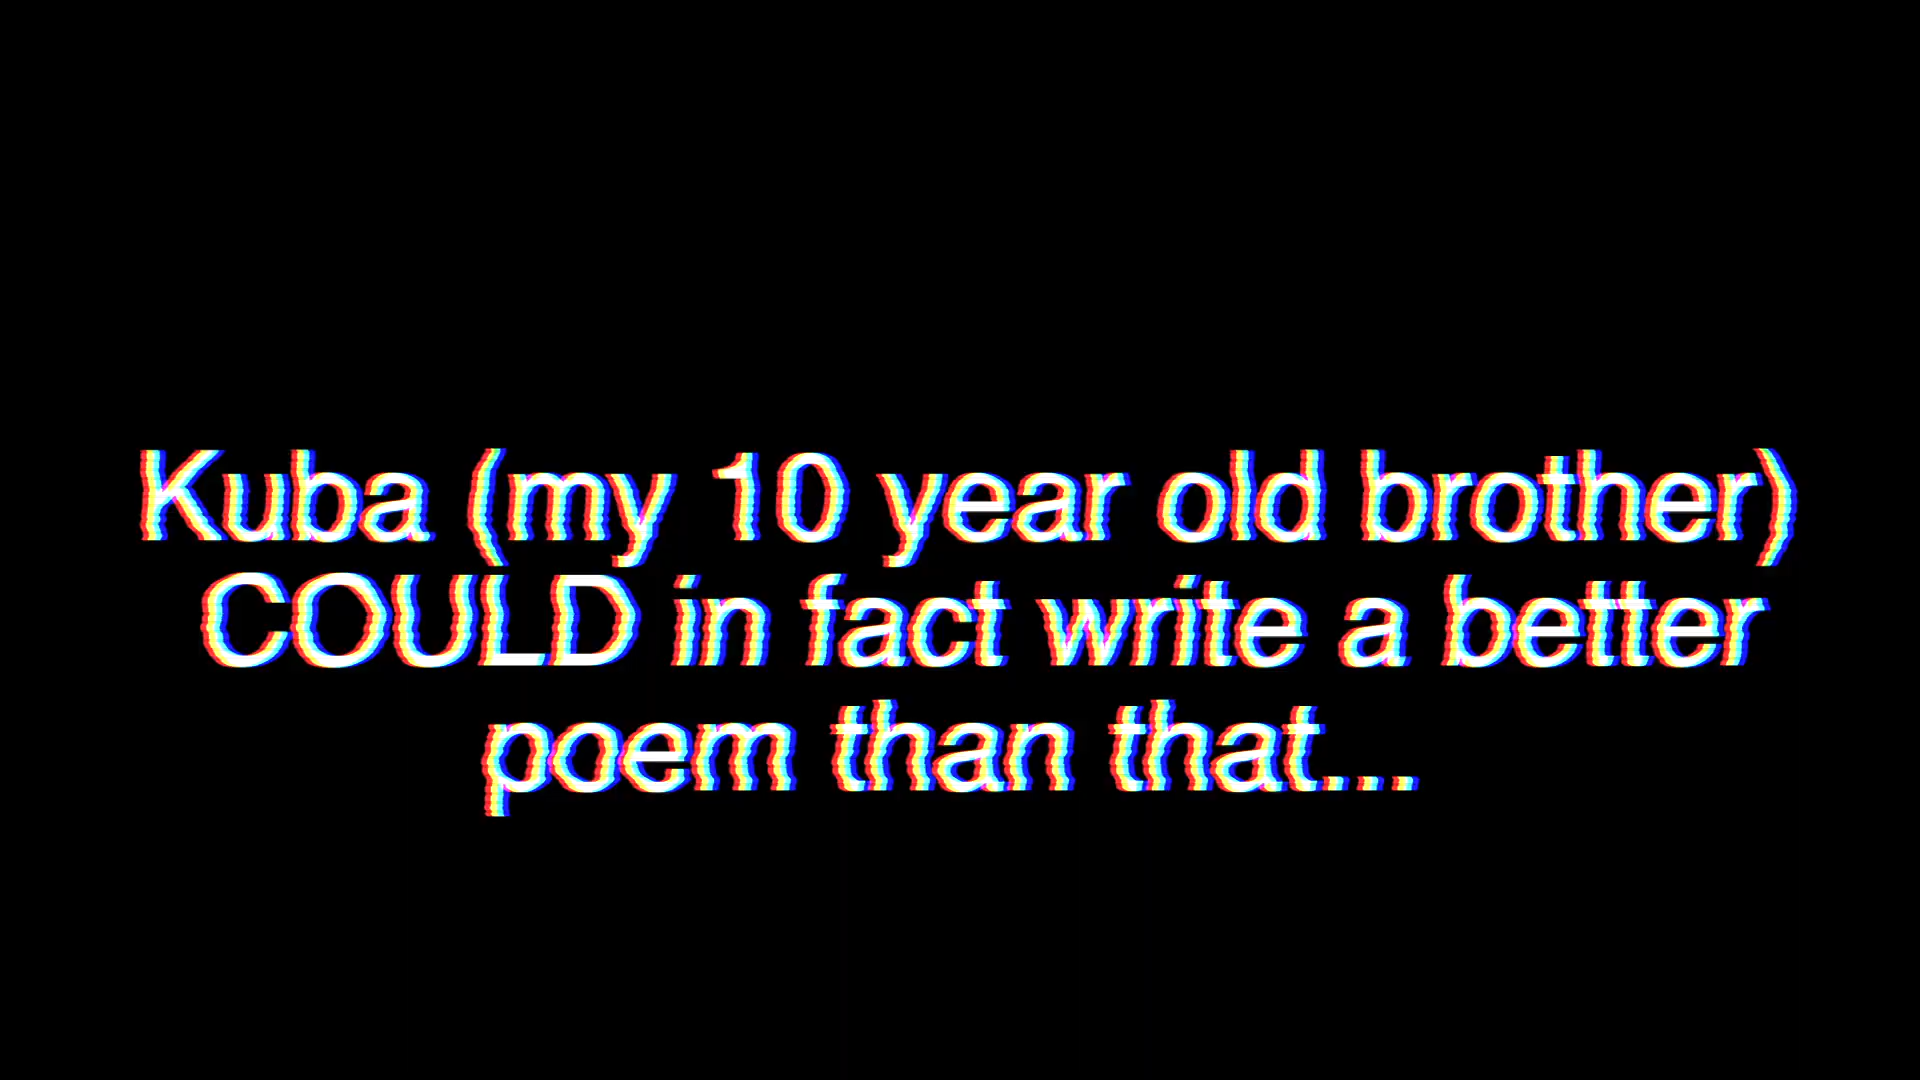 Kuba (my 10 year old brother)
COULD in fact write a better
poem than that...